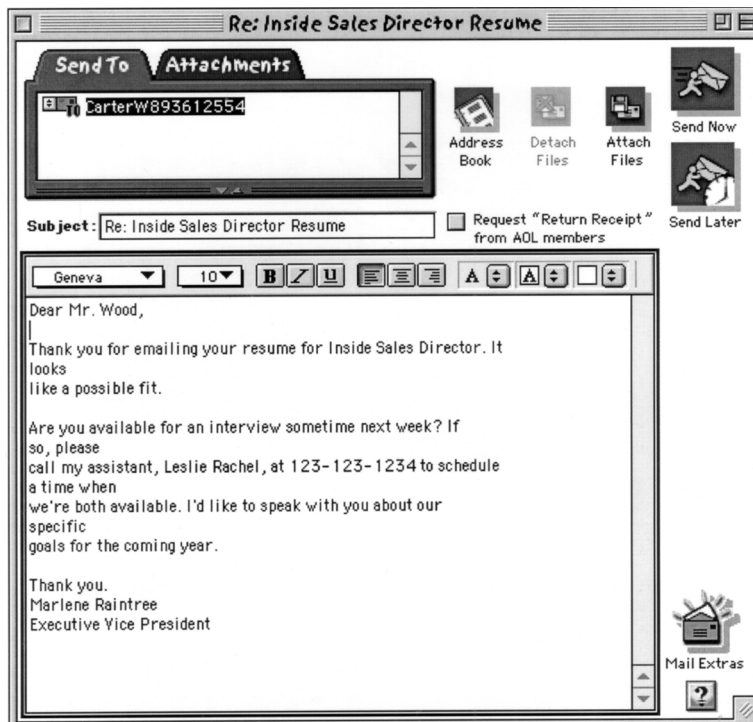 Re: Inside Sales Director Resume
Send To
Attachments
TO CarterW893612554
Address
Book
Detach
Files
Attach
Files
Send Now
Send Later
Subject: Re: Inside Sales Director Resume
Request "Return Receipt"
from AOL members
Geneva 10 B I U A A
Dear Mr. Wood,
Thank you for emailing your resume for Inside Sales Director. It
looks
like a possible fit.
Are you available for an interview sometime next week? If
so, please
call my assistant, Leslie Rachel, at 123-123-1234 to schedule
a time when
we're both available. I'd like to speak with you about our
specific
goals for the coming year.
Thank you.
Marlene Raintree
Executive Vice President
Mail Extras
?